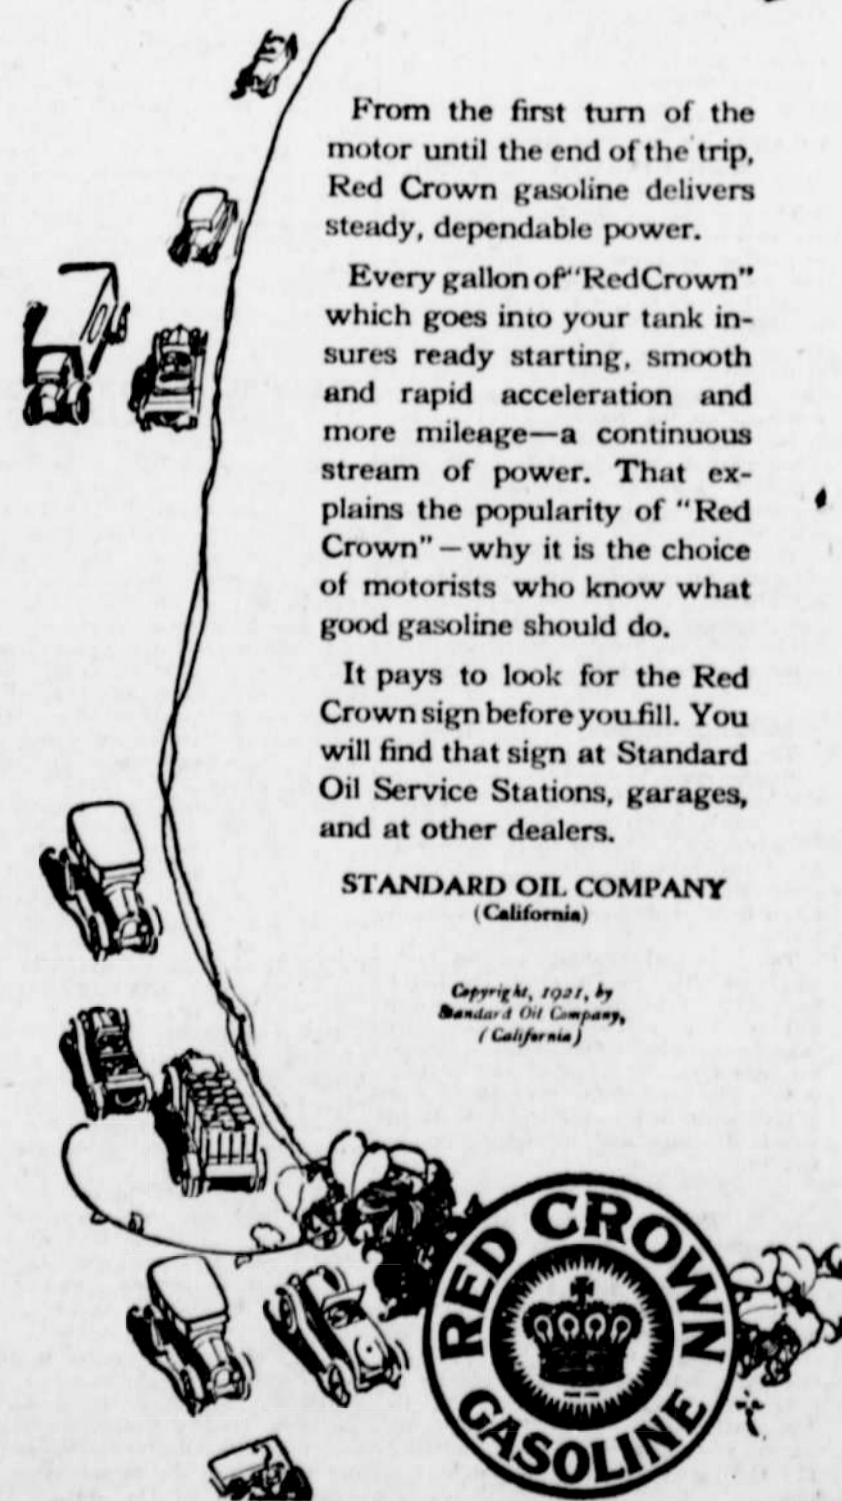 From the first turn of the
motor until the end of the trip,
Red Crown gasoline delivers
steady, dependable power.
Every gallon of "Red Crown"
which goes into your tank in-
sures ready starting, smooth
and rapid acceleration and
more mileage—a continuous
stream of power. That ex-
plains the popularity of "Red
Crown"—why it is the choice
of motorists who know what
good gasoline should do.
It pays to look for the Red
Crown sign before you fill. You
will find that sign at Standard
Oil Service Stations, garages,
and at other dealers.
STANDARD OIL COMPANY
(California)
Copyright, 1921, by
Standard Oil Company,
(California)
RED CROWN
GASOLINE